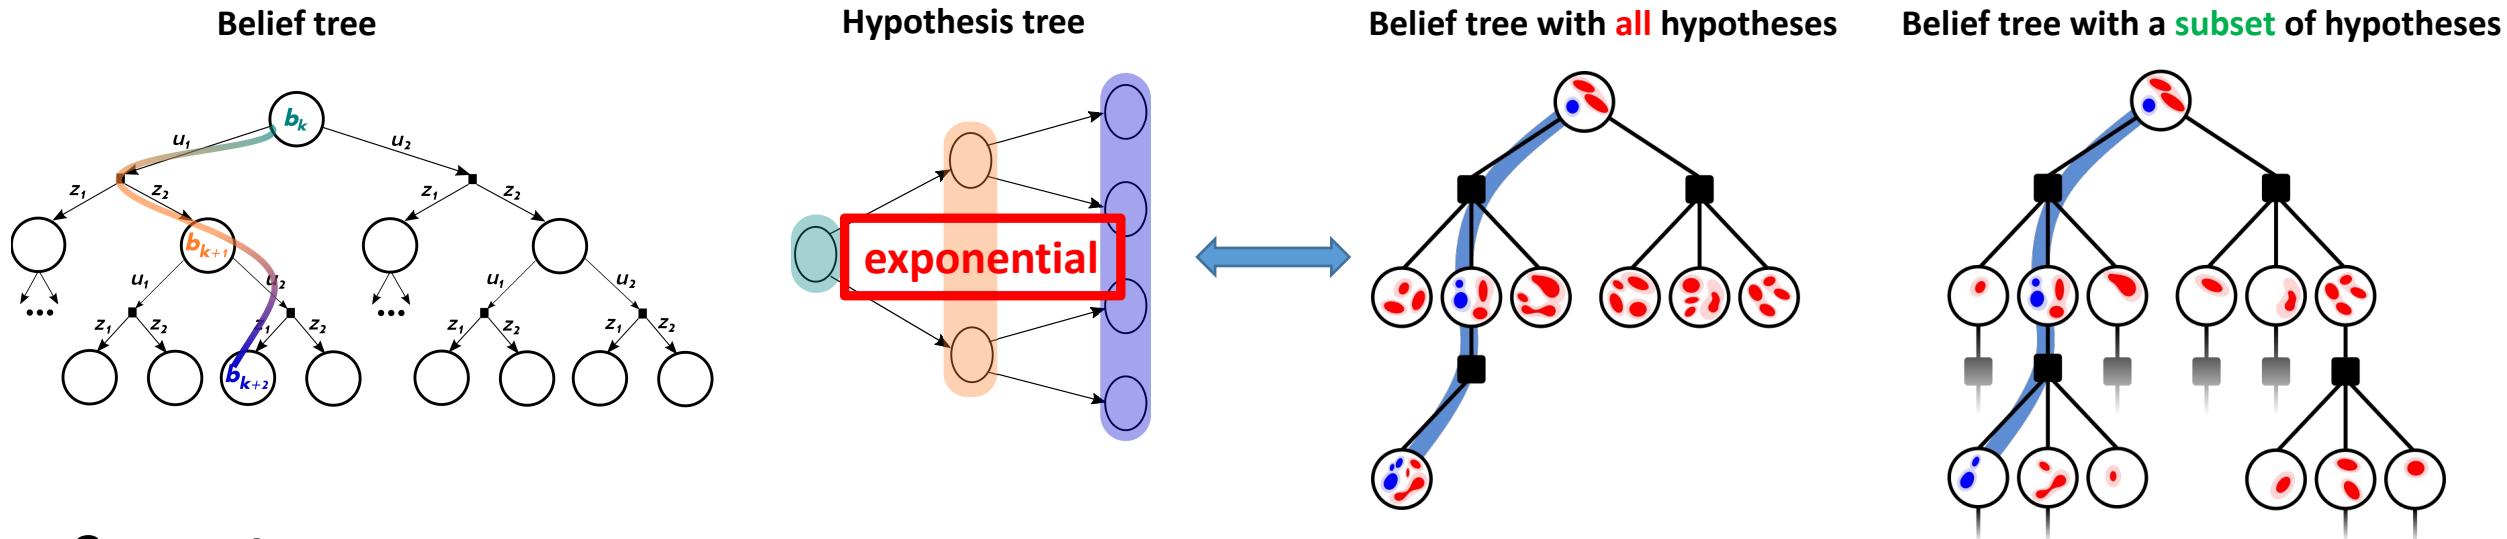 Belief tree
Hypothesis tree
Belief tree with all hypotheses
Belief tree with a subset of hypotheses
bk
u1
u2
z1
z2
z1
z2
bk+1
exponential
u1
u2
u1
u2
...
...
z1
z2
z1
z2
z1
z2
z1
z2
bk+2